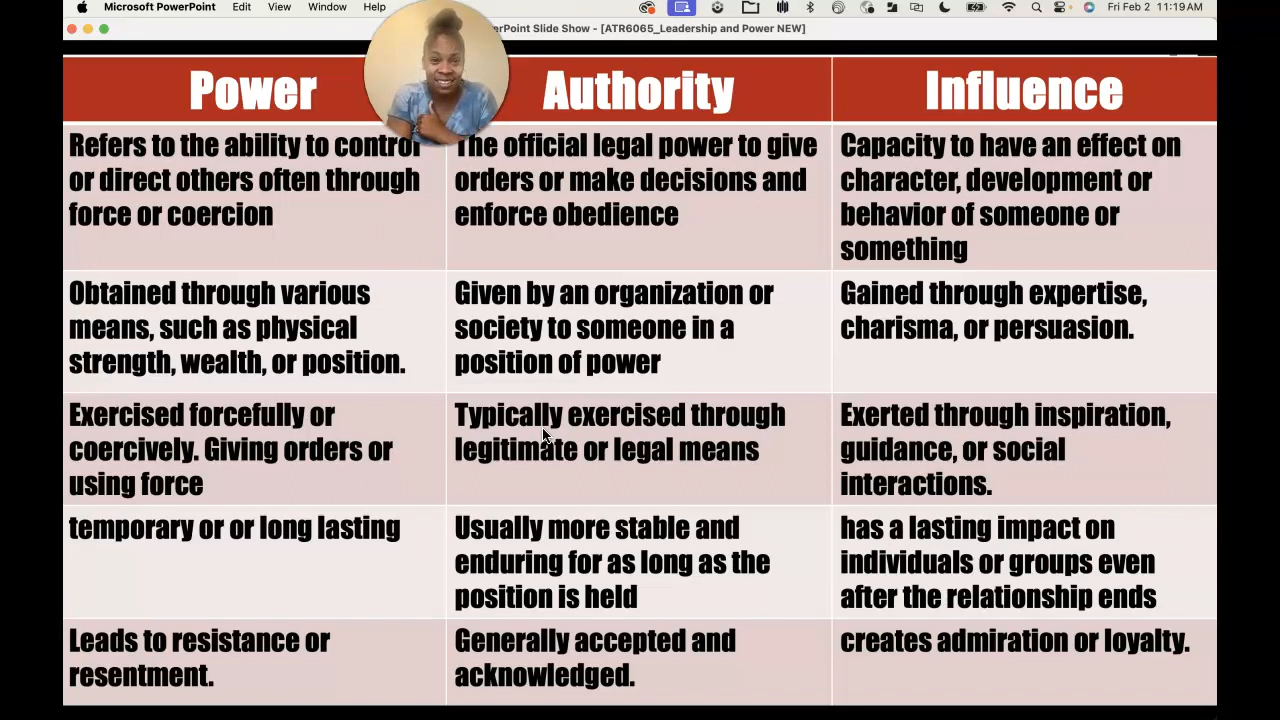 Microsoft PowerPoint Edit View Window Help Fri Feb 2 11:19 AM
PowerPoint Slide Show - [ATR6065_Leadership and Power NEW]
Power Authority Influence
Refers to the ability to control
or direct others often through
force or coercion
The official legal power to give
orders or make decisions and
enforce obedience
Capacity to have an effect on
character, development or
behavior of someone or
something
Obtained through various
means, such as physical
strength, wealth, or position.
Given by an organization or
society to someone in a
position of power
Gained through expertise,
charisma, or persuasion.
Exercised forcefully or
coercively. Giving orders or
using force
Typically exercised through
legitimate or legal means
Exerted through inspiration,
guidance, or social
interactions.
temporary or or long lasting
Usually more stable and
enduring for as long as the
position is held
has a lasting impact on
individuals or groups even
after the relationship ends
Leads to resistance or
resentment.
Generally accepted and
acknowledged.
creates admiration or loyalty.